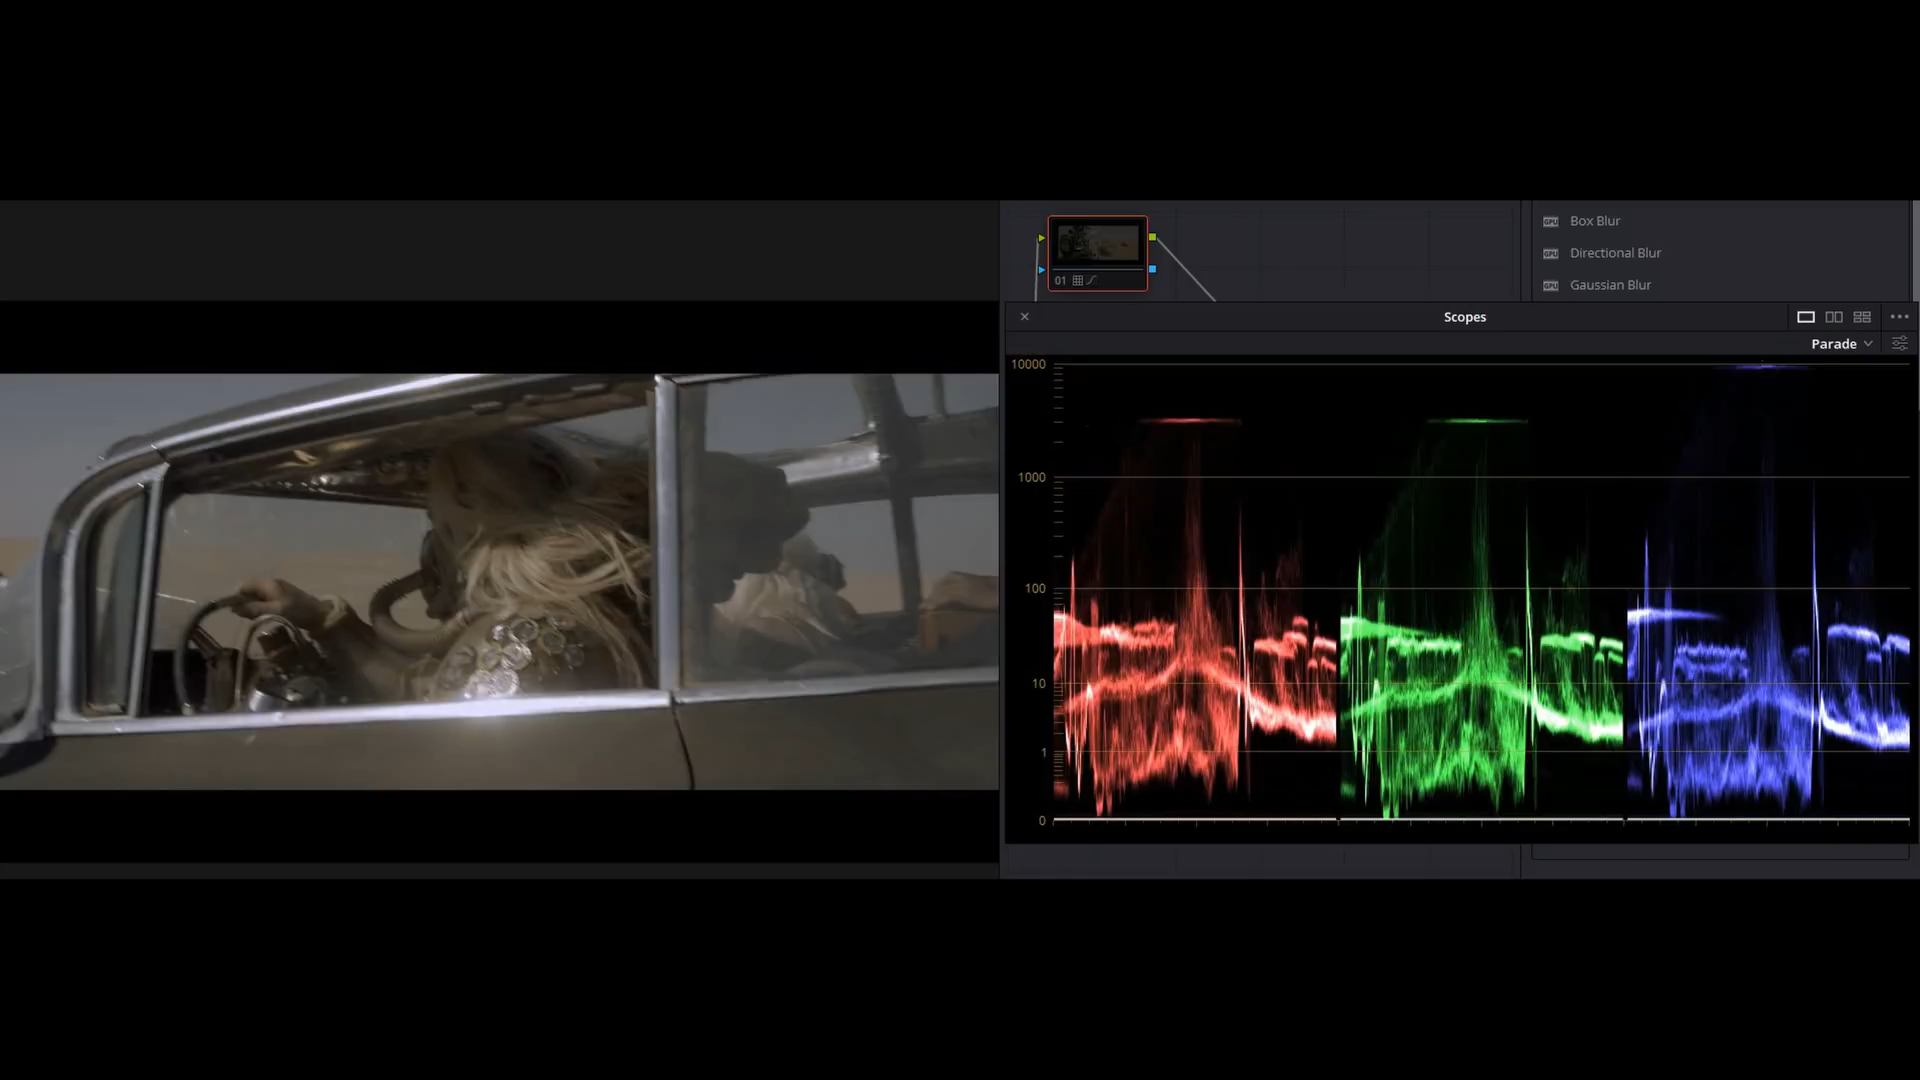 Box Blur
Directional Blur
Gaussian Blur
01
Scopes
Parade
10000
1000
100
10
1
0